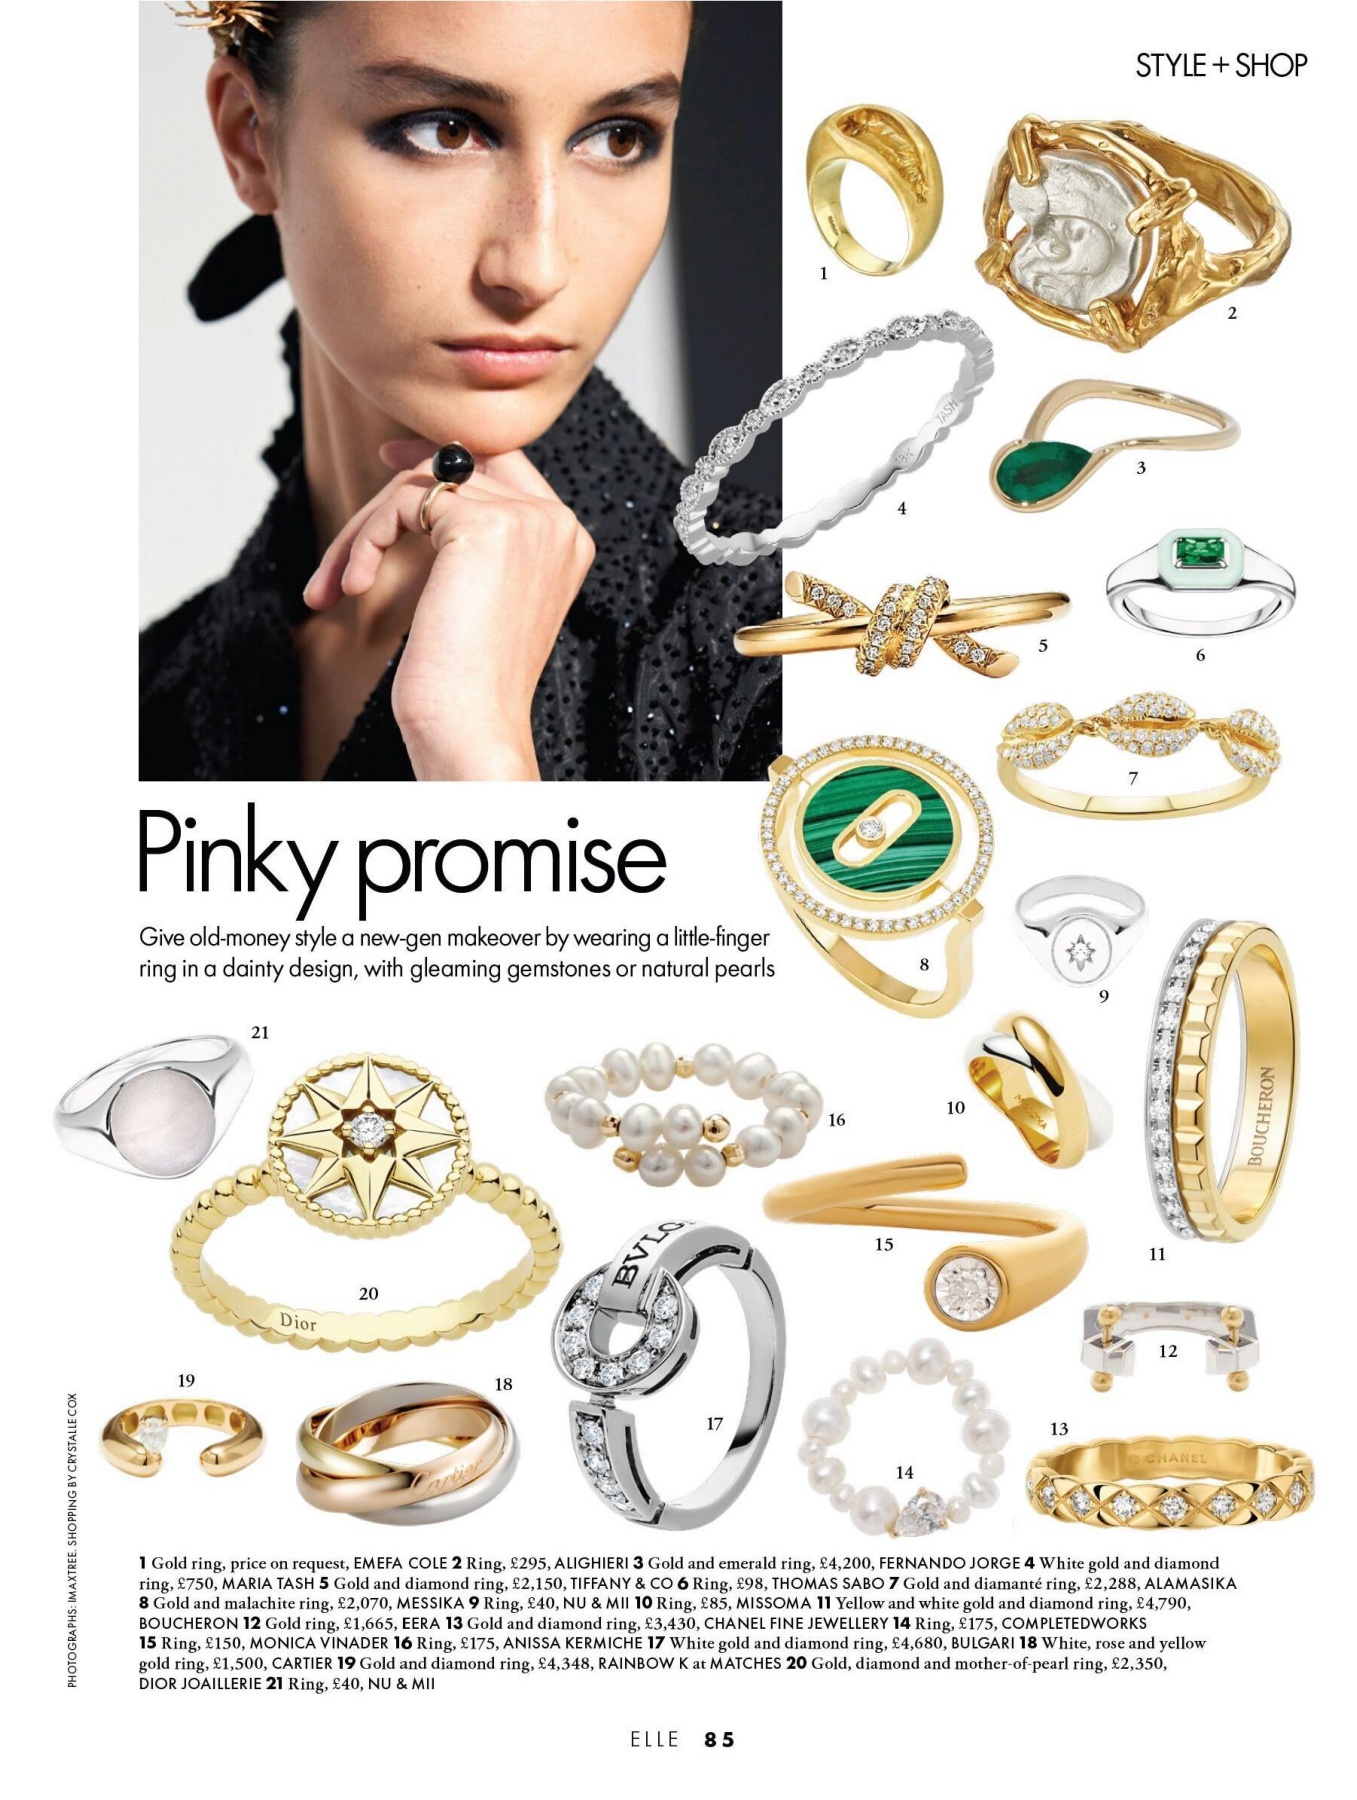 STYLE + SHOP
1
2
TASH
3
4
5
6
7
8
Pinky promise
Give old-money style a new-gen makeover by wearing a little-finger
ring in a dainty design, with gleaming gemstones or natural pearls
9
21
10
16
BOUCHERON
15
11
20
Dior
BVLG
12
19
18
17
Cartier
13
CHANEL
14
PHOTOGRAPHS: IMAXTREE. SHOPPING BY CRYSTALLE COX
1 Gold ring, price on request, EMEFA COLE 2 Ring, £295, ALIGHIERI 3 Gold and emerald ring, £4,200, FERNANDO JORGE 4 White gold and diamond
ring, £750, MARIA TASH 5 Gold and diamond ring, £2,150, TIFFANY & CO 6 Ring, £98, THOMAS SABO 7 Gold and diamanté ring, £2,288, ALAMASIKA
8 Gold and malachite ring, £2,070, MESSIKA 9 Ring, £40, NU & MII 10 Ring, £85, MISSOMA 11 Yellow and white gold and diamond ring, £4,790,
BOUCHERON 12 Gold ring, £1,665, EERA 13 Gold and diamond ring, £3,430, CHANEL FINE JEWELLERY 14 Ring, £175, COMPLETEDWORKS
15 Ring, £150, MONICA VINADER 16 Ring, £175, ANISSA KERMICHE 17 White gold and diamond ring, £4,680, BULGARI 18 White, rose and yellow
gold ring, £1,500, CARTIER 19 Gold and diamond ring, £4,348, RAINBOW K at MATCHES 20 Gold, diamond and mother-of-pearl ring, £2,350,
DIOR JOAILLERIE 21 Ring, £40, NU & MII
ELLE 85